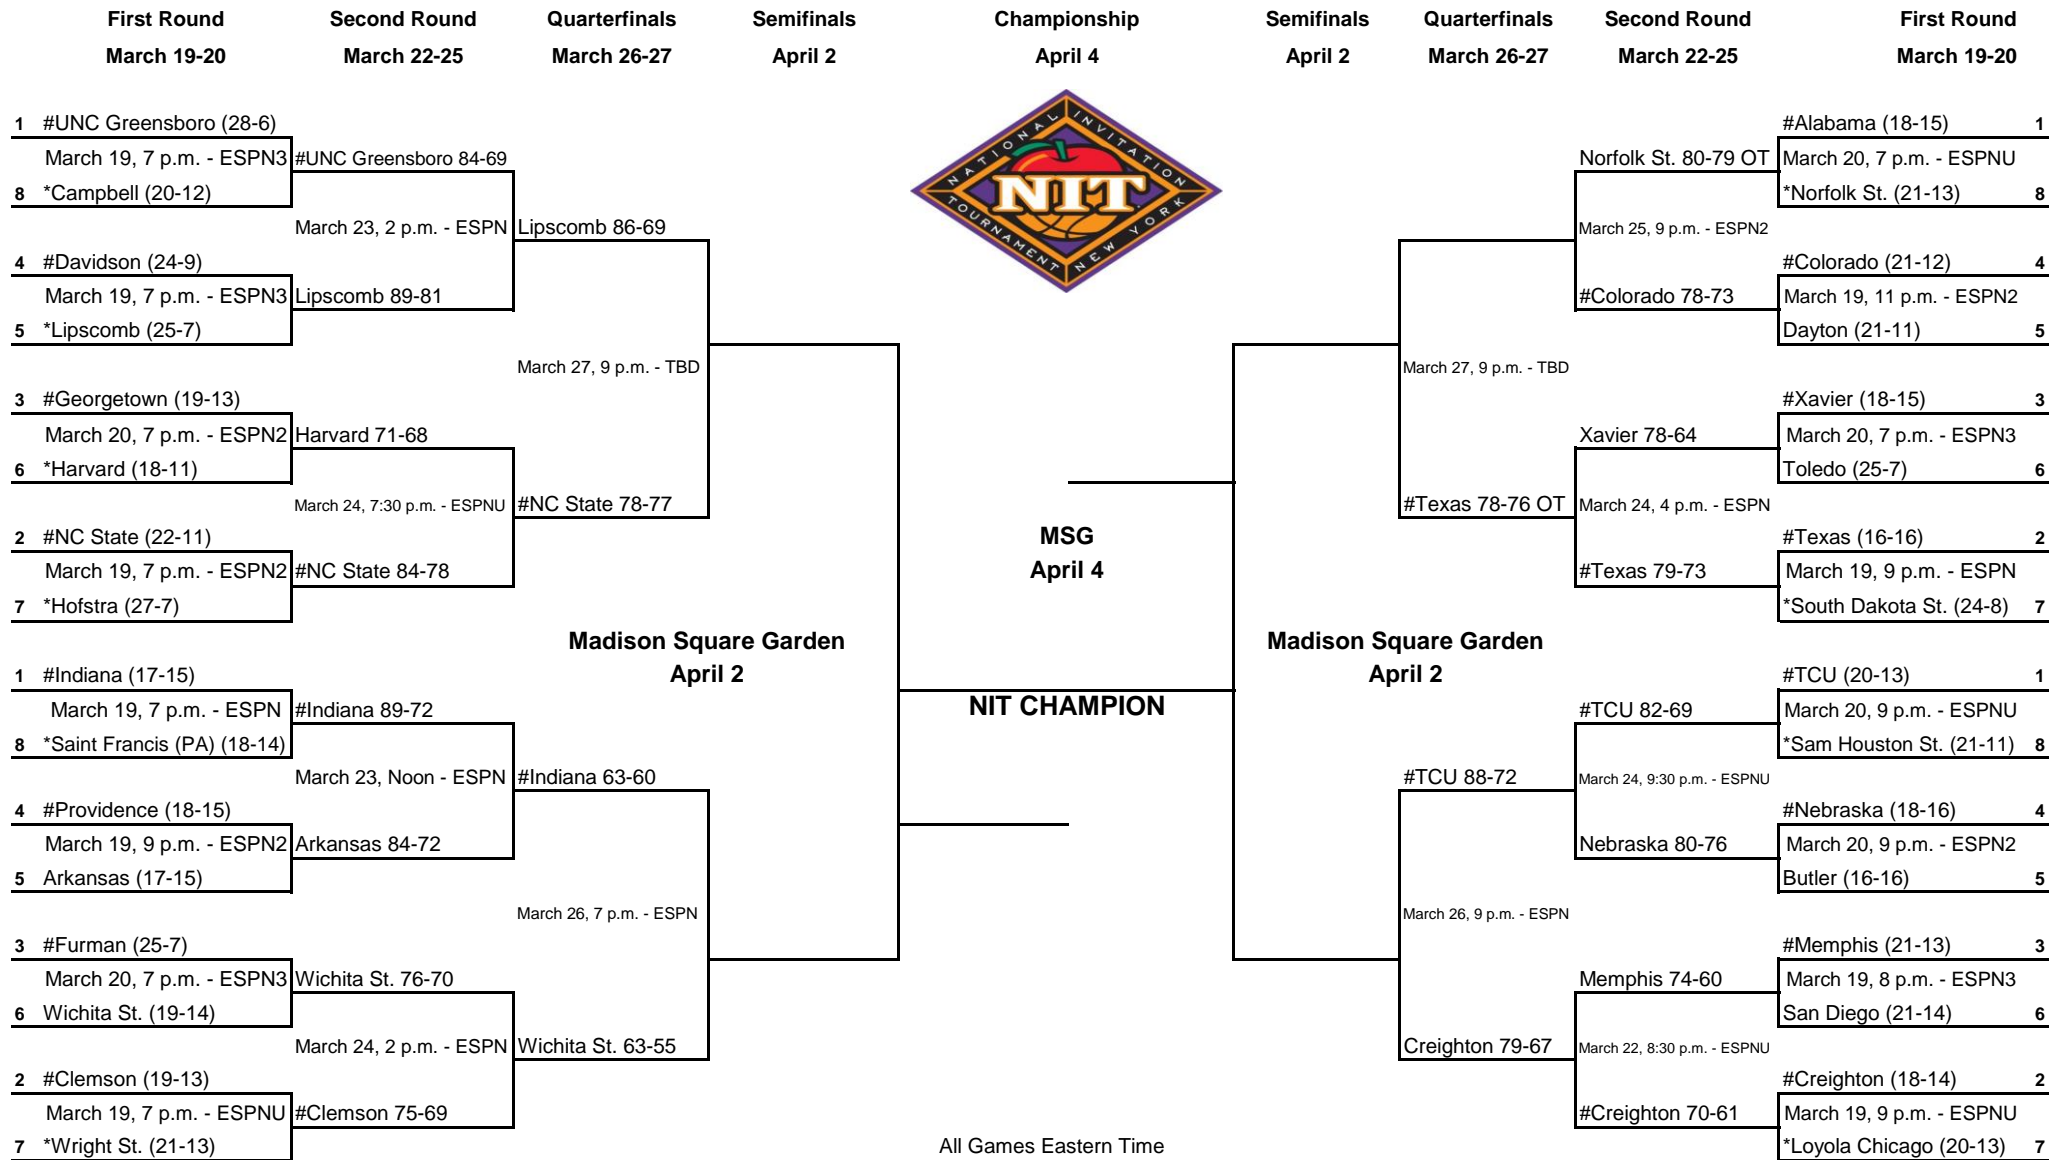 First Round Second Round Quarterfinals Semifinals Championship Semifinals Quarterfinals Second Round First Round
March 19-20 March 22-25 March 26-27 April 2 April 4 April 2 March 26-27 March 22-25 March 19-20
1 #UNC Greensboro (28-6)
March 19, 7 p.m. - ESPN3
8 *Campbell (20-12)
4 #Davidson (24-9)
March 19, 7 p.m. - ESPN3
5 *Lipscomb (25-7)
3 #Georgetown (19-13)
March 20, 7 p.m. - ESPN2
6 *Harvard (18-11)
2 #NC State (22-11)
March 19, 7 p.m. - ESPN2
7 *Hofstra (27-7)
1 #Indiana (17-15)
March 19, 7 p.m. - ESPN
8 *Saint Francis (PA) (18-14)
4 #Providence (18-15)
March 19, 9 p.m. - ESPN2
5 Arkansas (17-15)
3 #Furman (25-7)
March 20, 7 p.m. - ESPN3
6 Wichita St. (19-14)
2 #Clemson (19-13)
March 19, 7 p.m. - ESPNU
7 *Wright St. (21-13)
#UNC Greensboro 84-69
March 23, 2 p.m. - ESPN
Lipscomb 89-81
Harvard 71-68
March 24, 7:30 p.m. - ESPNU
#NC State 84-78
#Indiana 89-72
March 23, Noon - ESPN
Arkansas 84-72
Wichita St. 76-70
March 24, 2 p.m. - ESPN
#Clemson 75-69
Lipscomb 86-69
March 27, 9 p.m. - TBD
#NC State 78-77
Madison Square Garden
April 2
#Indiana 63-60
March 26, 7 p.m. - ESPN
Wichita St. 63-55
NATIONAL INVITATION
NIT
TOURNAMENT NEW YORK
MSG
April 4
NIT CHAMPION
All Games Eastern Time
March 27, 9 p.m. - TBD
#Texas 78-76 OT
Madison Square Garden
April 2
#TCU 88-72
March 26, 9 p.m. - ESPN
Creighton 79-67
Norfolk St. 80-79 OT
March 25, 9 p.m. - ESPN2
#Colorado 78-73
Xavier 78-64
March 24, 4 p.m. - ESPN
#Texas 79-73
#TCU 82-69
March 24, 9:30 p.m. - ESPNU
Nebraska 80-76
Memphis 74-60
March 22, 8:30 p.m. - ESPNU
#Creighton 70-61
#Alabama (18-15) 1
March 20, 7 p.m. - ESPNU
*Norfolk St. (21-13) 8
#Colorado (21-12) 4
March 19, 11 p.m. - ESPN2
Dayton (21-11) 5
#Xavier (18-15) 3
March 20, 7 p.m. - ESPN3
Toledo (25-7) 6
#Texas (16-16) 2
March 19, 9 p.m. - ESPN
*South Dakota St. (24-8) 7
#TCU (20-13) 1
March 20, 9 p.m. - ESPNU
*Sam Houston St. (21-11) 8
#Nebraska (18-16) 4
March 20, 9 p.m. - ESPN2
Butler (16-16) 5
#Memphis (21-13) 3
March 19, 8 p.m. - ESPN3
San Diego (21-14) 6
#Creighton (18-14) 2
March 19, 9 p.m. - ESPNU
*Loyola Chicago (20-13) 7